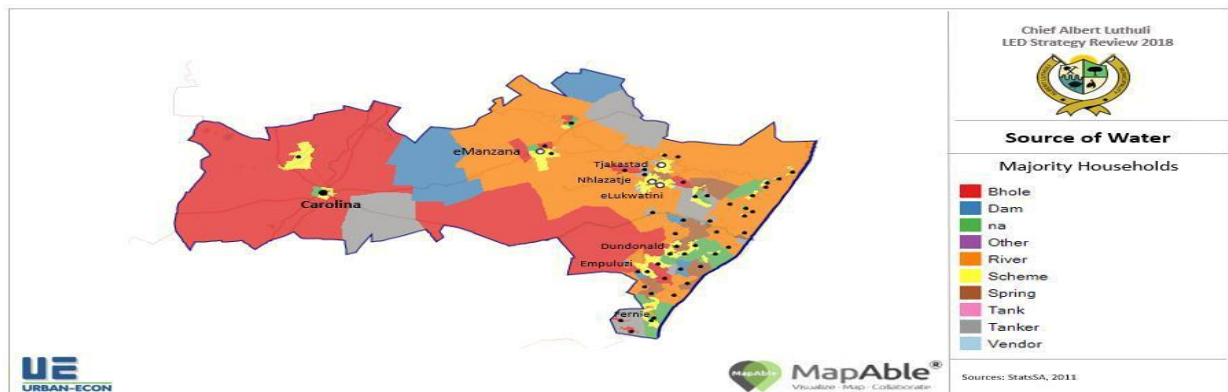 Chief Albert Luthuli
LED Strategy Review 2018
Source of Water
Majority Households
Bhole
Dam
na
Other
River
Scheme
Spring
Tank
Tanker
Vendor
Sources: StatsSA, 2011
eManzana
Tjakastad
Nhlazatje
eLukwatini
Carolina
Dundonald
Empuluzi
Fernie
UE
URBAN-ECON
MapAble
MapAble®
Visualize · Map · Collaborate